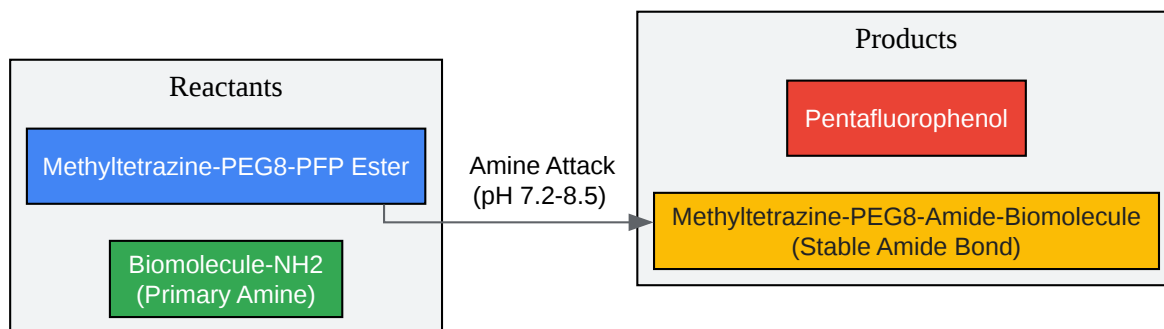 Reactants
Methyltetrazine-PEG8-PFP Ester
Biomolecule-NH2
(Primary Amine)
Amine Attack
(pH 7.2-8.5)
Products
Pentafluorophenol
Methyltetrazine-PEG8-Amide-Biomolecule
(Stable Amide Bond)